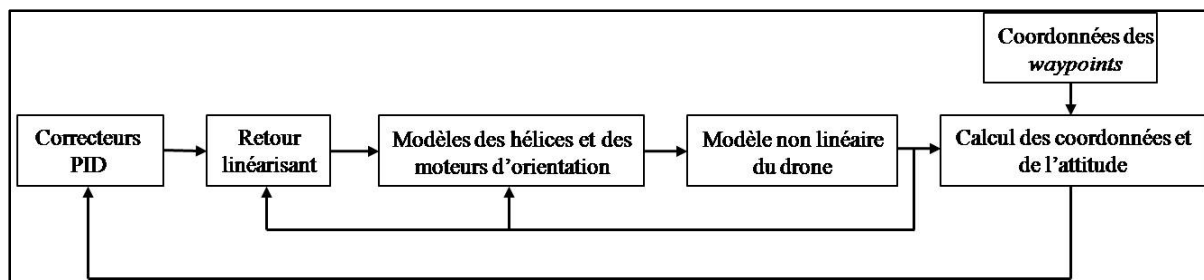 Coordonnées des
waypoints
Correcteurs
PID
Retour
linéarisant
Modèles des hélices et des
moteurs d'orientation
Modèle non linéaire
du drone
Calcul des coordonnées et
de l'attitude